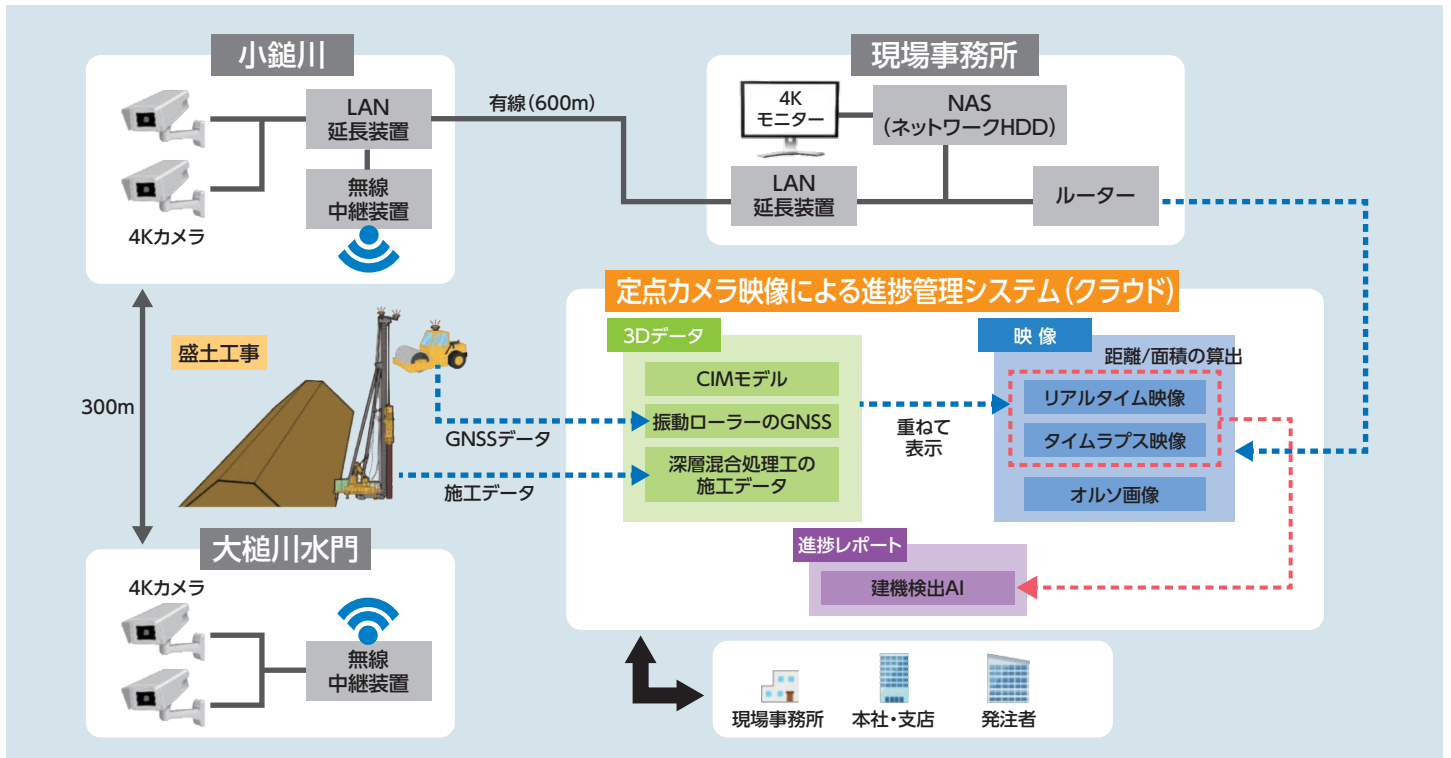 小鎚川
LAN
延長装置
無線
中継装置
4Kカメラ
有線（600m）
現場事務所
4K
モニター
NAS
（ネットワークHDD）
LAN
延長装置
ルーター
300m
盛土工事
GNSSデータ
施工データ
定点カメラ映像による進捗管理システム（クラウド）
3Dデータ
CIMモデル
振動ローラーのGNSS
深層混合処理工の
施工データ
重ねて
表示
映 像
距離/面積の算出
リアルタイム映像
タイムラプス映像
オルソ画像
進捗レポート
建機検出AI
大槌川水門
4Kカメラ
無線
中継装置
現場事務所
本社・支店
発注者